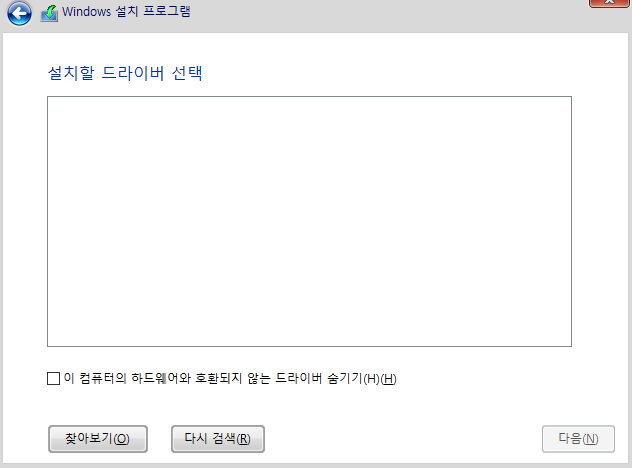 Windows 설치 프로그램
설치할 드라이버 선택
이 컴퓨터의 하드웨어와 호환되지 않는 드라이버 숨기기(H)(H)
찾아보기(O) 다시 검색(R) 다음(N)